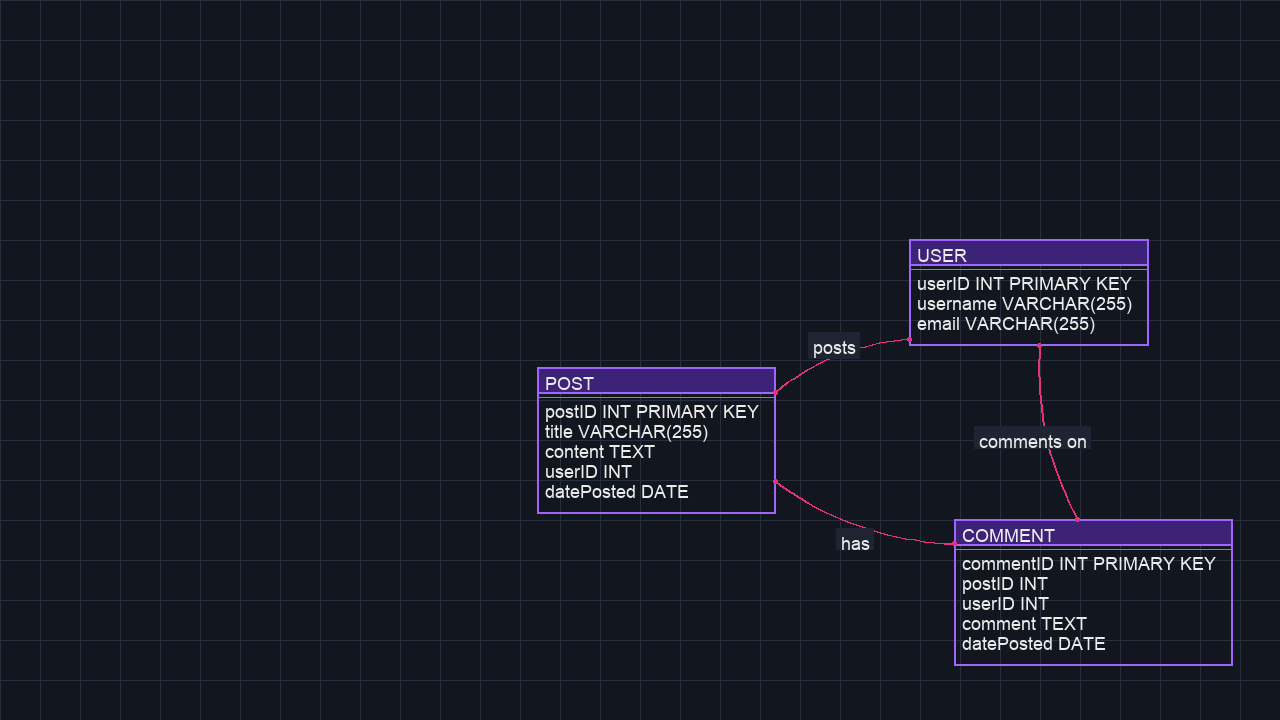 USER
userID INT PRIMARY KEY
username VARCHAR(255)
email VARCHAR(255)
posts
POST
postID INT PRIMARY KEY
title VARCHAR(255)
content TEXT
userID INT
datePosted DATE
comments on
has
COMMENT
commentID INT PRIMARY KEY
postID INT
userID INT
comment TEXT
datePosted DATE